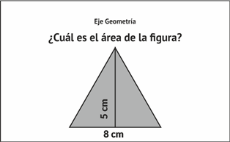 Eje Geometría
¿Cuál es el área de la figura?
5 cm
8 cm